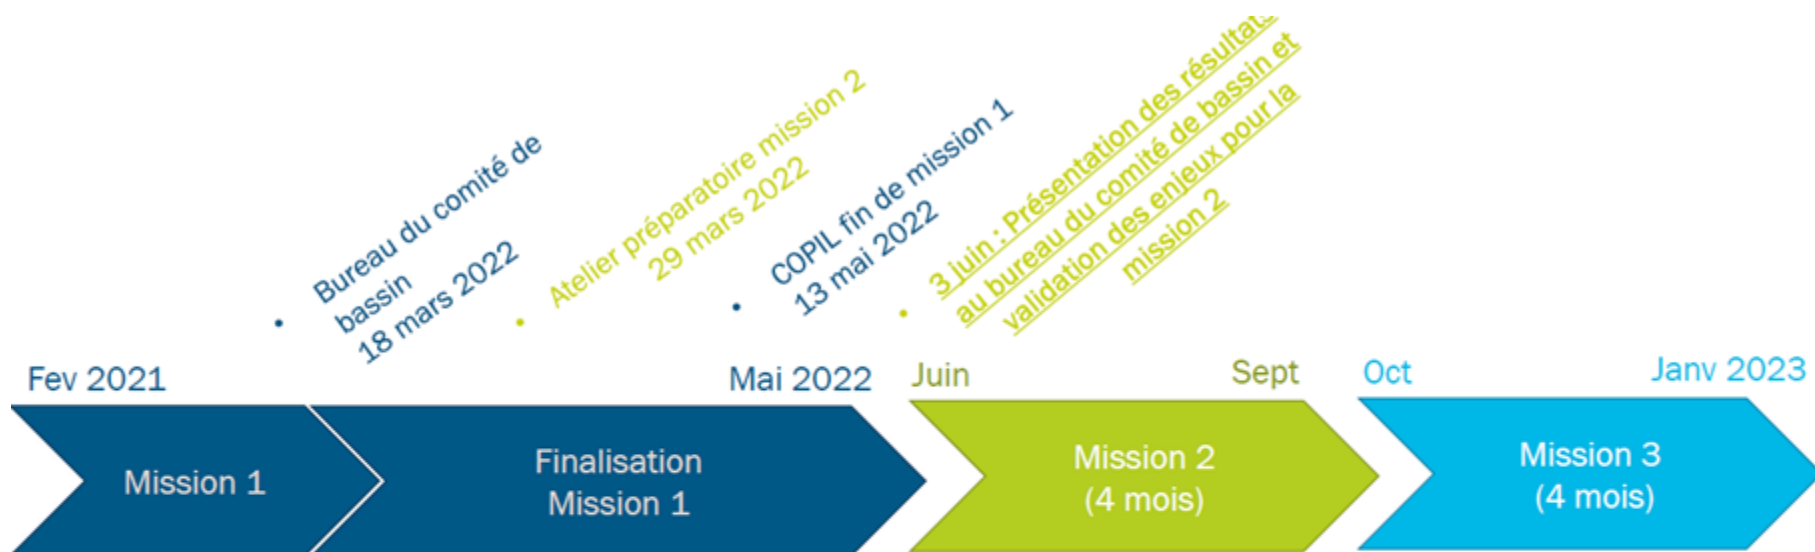 Bureau du comité de
bassin
18 mars 2022
Atelier préparatoire mission 2
29 mars 2022
COPIL fin de mission 1
13 mai 2022
3 juin : Présentation des résultats
au bureau du comité de bassin et
validation des enjeux pour la
mission 2
Fev 2021
Mai 2022
Juin
Sept
Oct
Janv 2023
Mission 1
Finalisation
Mission 1
Mission 2
(4 mois)
Mission 3
(4 mois)